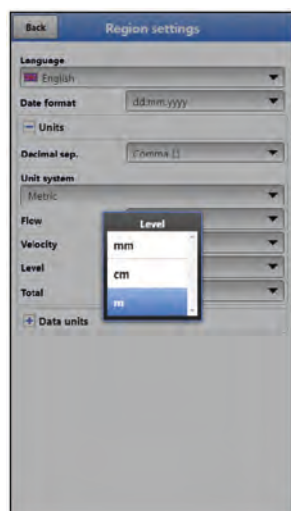 Back
Region settings
Language
English
Date format
dd.mm.yyyy
Units
Decimal sep.
Comma (,)
Unit system
Metric
Flow
Level
mm
cm
m
Velocity
Level
Total
Data units